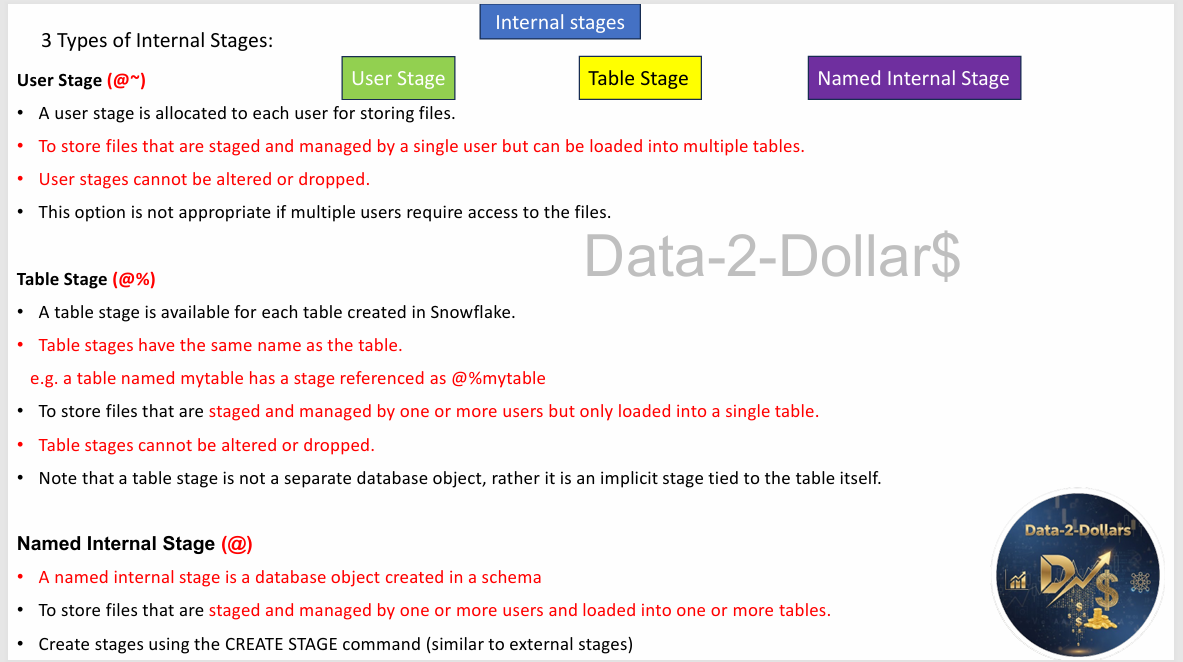 Internal stages
3 Types of Internal Stages:
User Stage
Table Stage
Named Internal Stage
User Stage (@~)
• A user stage is allocated to each user for storing files.
• To store files that are staged and managed by a single user but can be loaded into multiple tables.
• User stages cannot be altered or dropped.
• This option is not appropriate if multiple users require access to the files.
Data-2-Dollar$
Table Stage (@%)
• A table stage is available for each table created in Snowflake.
• Table stages have the same name as the table.
e.g. a table named mytable has a stage referenced as @%mytable
• To store files that are staged and managed by one or more users but only loaded into a single table.
• Table stages cannot be altered or dropped.
• Note that a table stage is not a separate database object, rather it is an implicit stage tied to the table itself.
Named Internal Stage (@)
• A named internal stage is a database object created in a schema
• To store files that are staged and managed by one or more users and loaded into one or more tables.
• Create stages using the CREATE STAGE command (similar to external stages)
Data-2-Dollars
D $